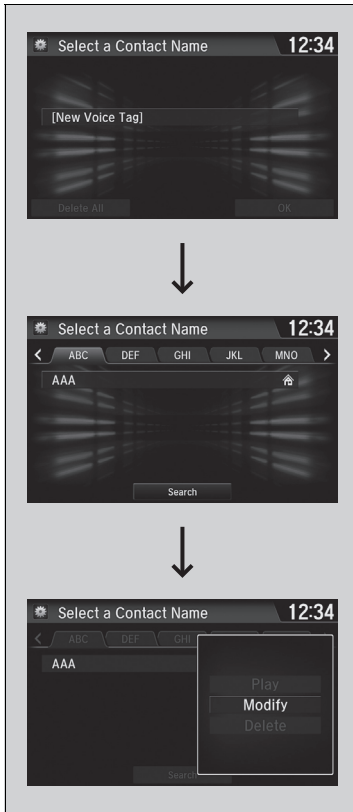 Select a Contact Name 12:34
[New Voice Tag]
Delete All OK
Select a Contact Name 12:34
ABC DEF GHI JKL MNO
AAA
Search
Select a Contact Name 12:34
ABC DEF GHI
AAA
Play
Modify
Delete
Search